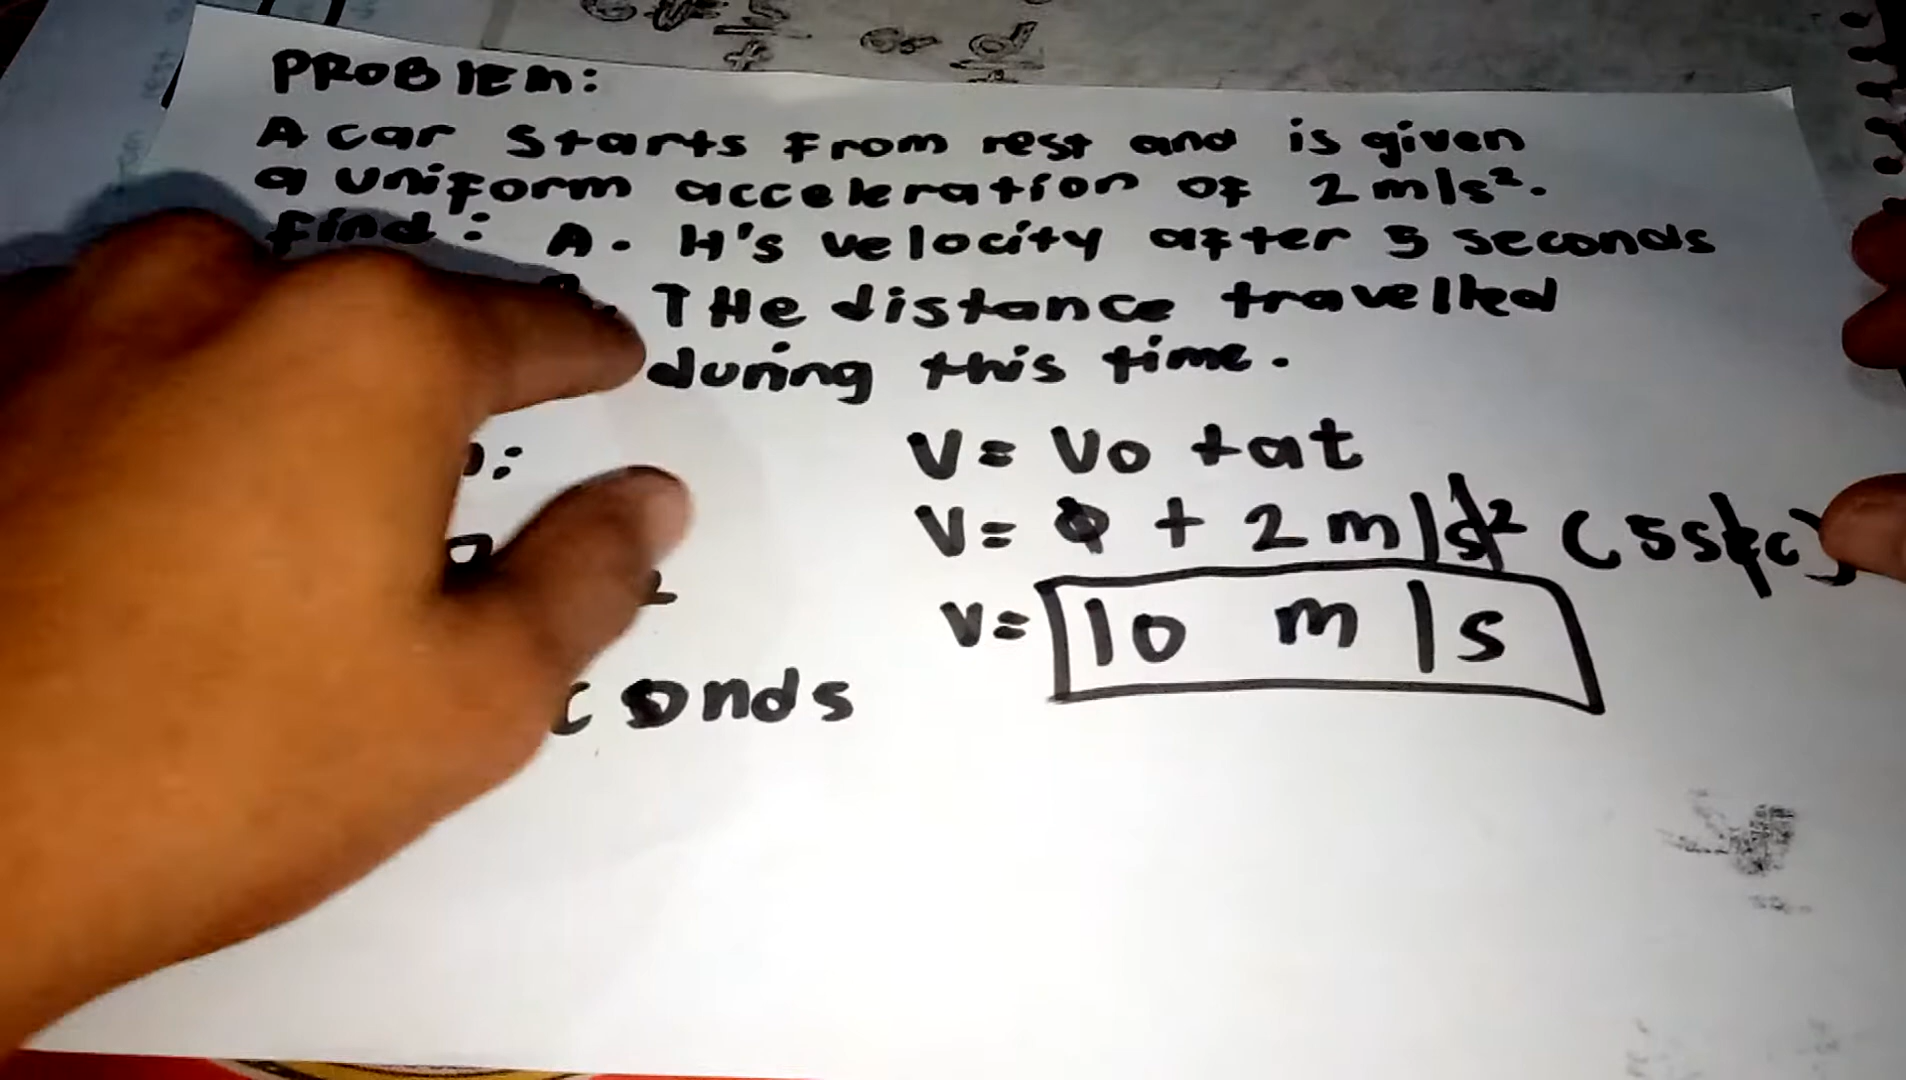 PROBlEm:
A car starts from rest and is given
a uniform acceleration of 2 m/s².
find: A. It's velocity after 5 seconds
THe distance travelled
during this time.
V = Vo + at
V = 0 + 2 m/s² (5 sec)
V = 10 m/s
conds